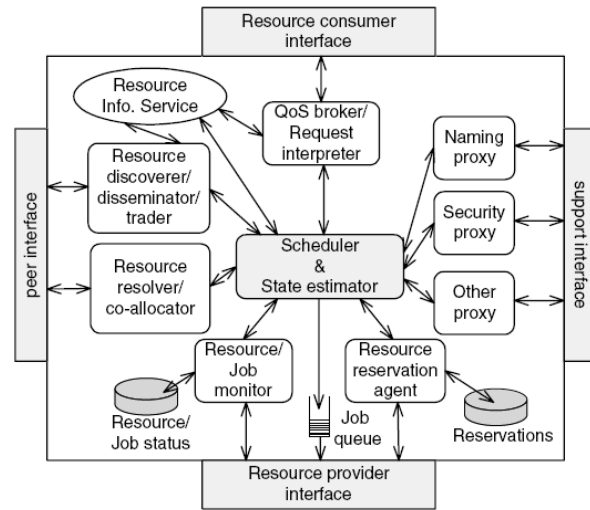 Resource consumer
interface
Resource
Info. Service
QoS broker/
Request
interpreter
Naming
proxy
Resource
discoverer/
disseminator/
trader
peer interface
support interface
Security
proxy
Scheduler
&
State estimator
Resource
resolver/
co-allocator
Other
proxy
Resource/
Job
monitor
Resource
reservation
agent
Resource/
Job status
Job
queue
Reservations
Resource provider
interface